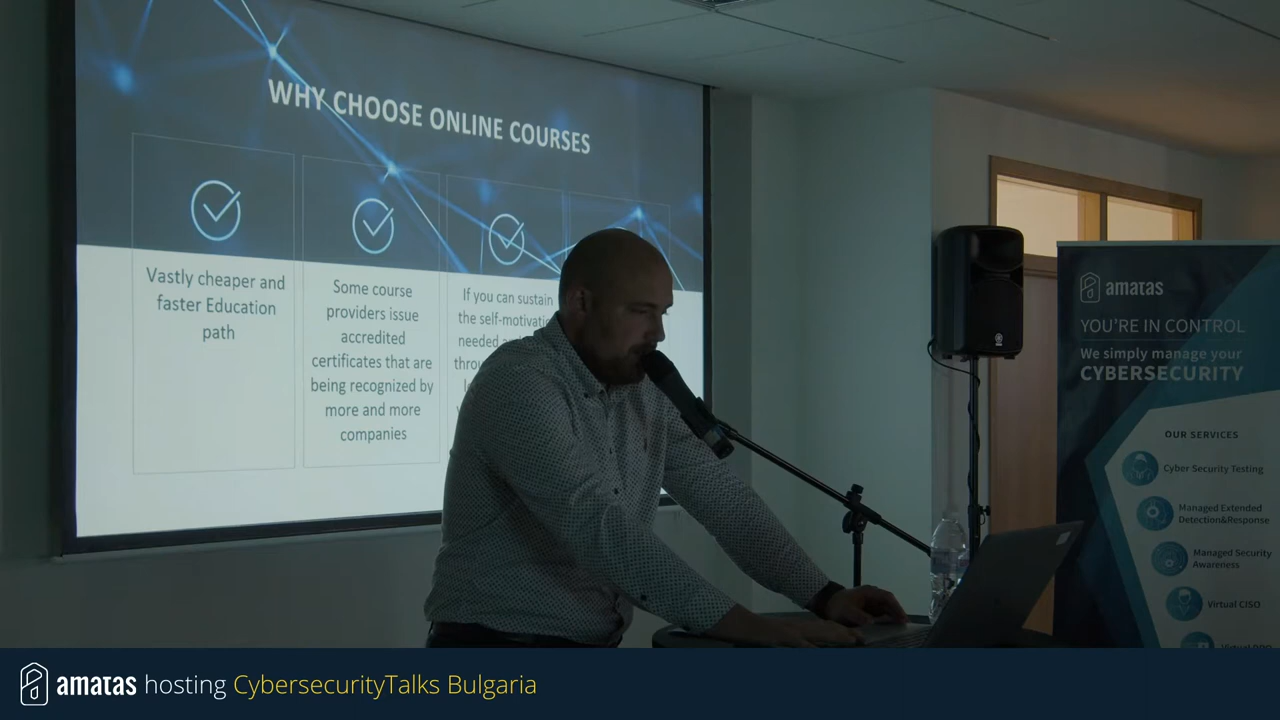 WHY CHOOSE ONLINE COURSES
Vastly cheaper and
faster Education
path
Some course
providers issue
accredited
certificates that are
being recognized by
more and more
companies
If you can sustain
the self-motivation
needed
amatas
YOU'RE IN CONTROL
We simply manage your
CYBERSECURITY
OUR SERVICES
Cyber Security Testing
Managed Extended
Detection&Response
Managed Security
Awareness
Virtual CISO
amatas hosting CybersecurityTalks Bulgaria